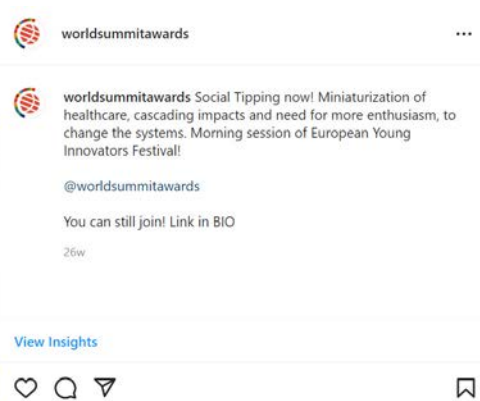 worldsummitawards
worldsummitawards Social Tipping now! Miniaturization of
healthcare, cascading impacts and need for more enthusiasm, to
change the systems. Morning session of European Young
Innovators Festival!
@worldsummitawards
You can still join! Link in BIO
26w
View Insights